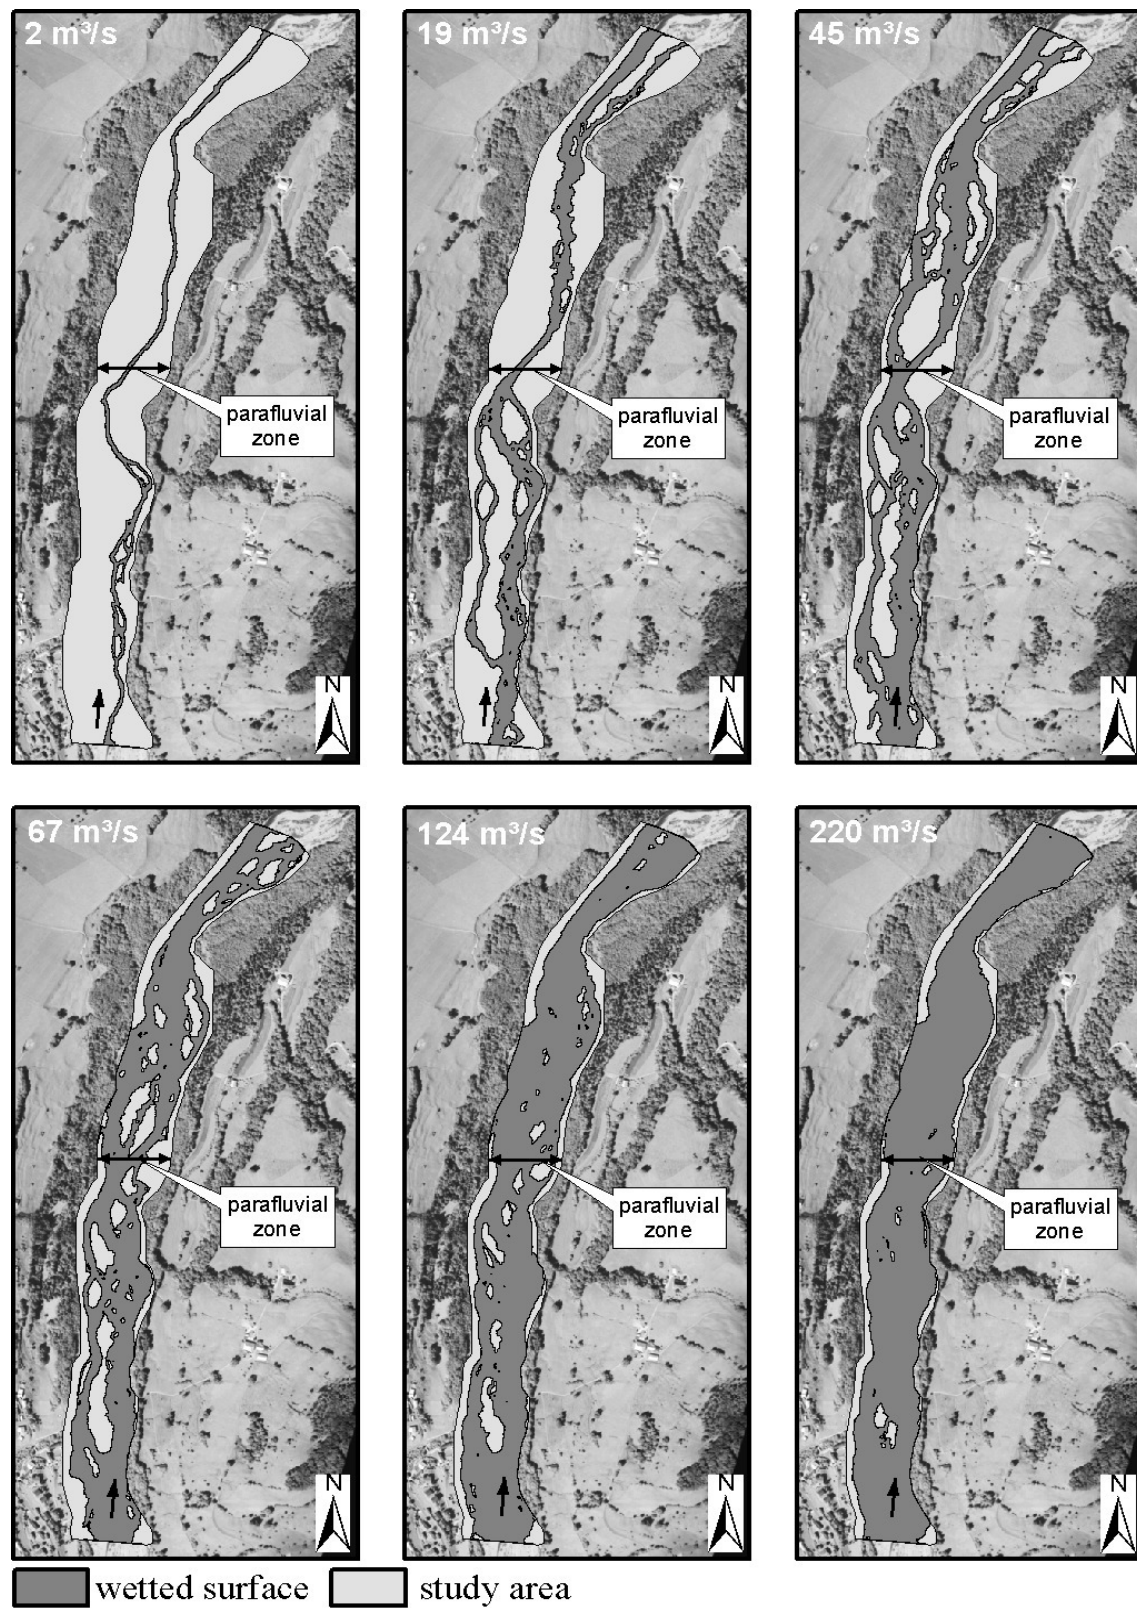 2 m³/s
19 m³/s
45 m³/s
parafluvial
zone
parafluvial
zone
parafluvial
zone
N
N
N
67 m³/s
124 m³/s
220 m³/s
parafluvial
zone
parafluvial
zone
parafluvial
zone
N
N
N
wetted surface
study area